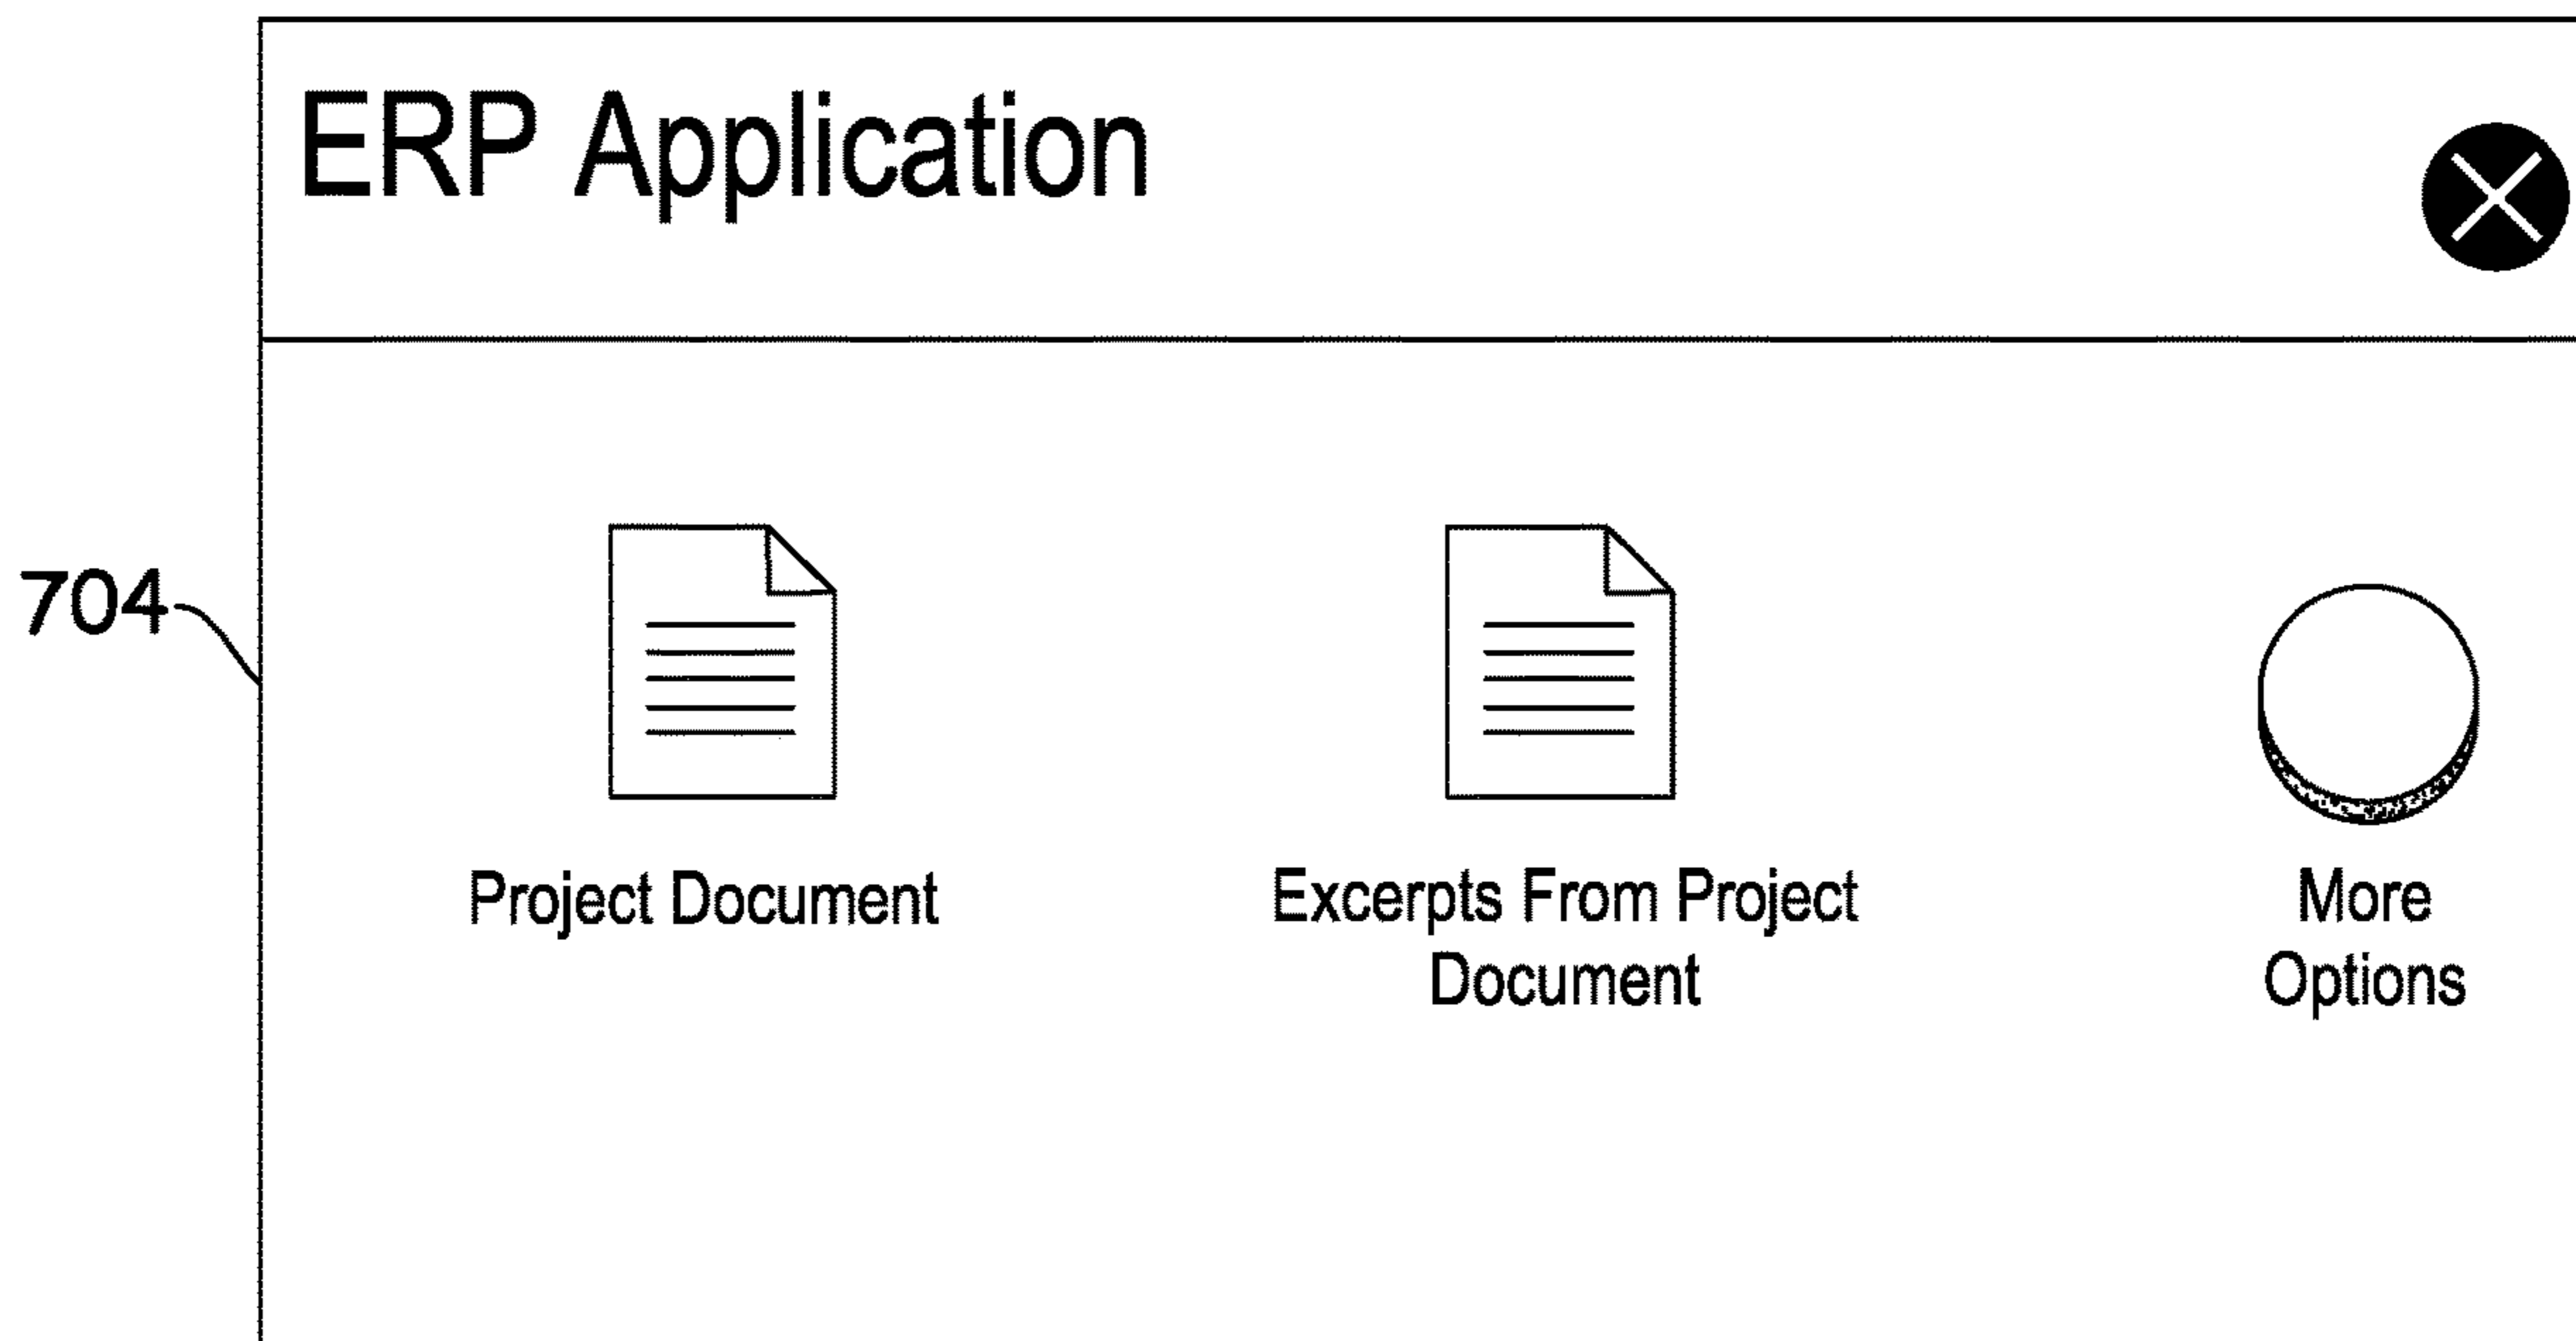 ERP Application
704
Project Document
Excerpts From Project
Document
More
Options